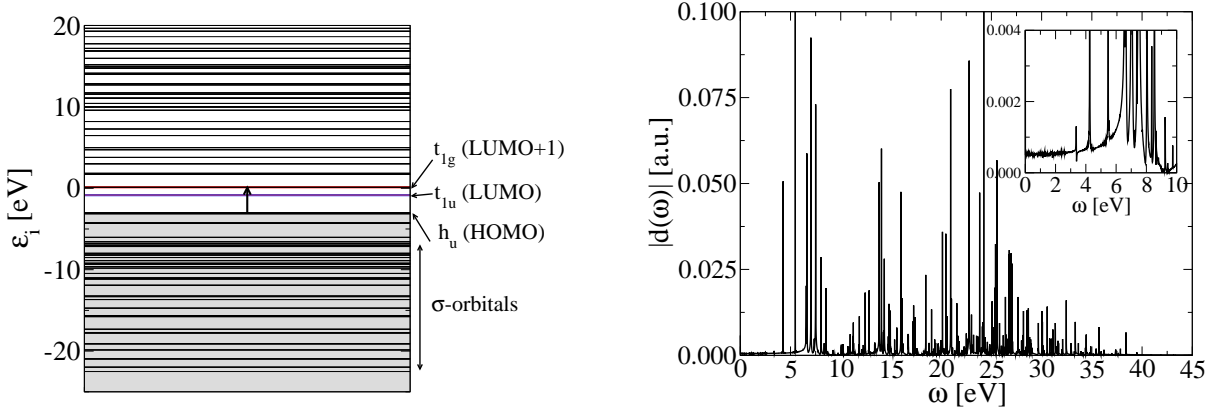 20
10
0
-10
-20
ε_i [eV]
t_1g (LUMO+1)
t_1u (LUMO)
h_u (HOMO)
σ-orbitals
0.100
0.075
0.050
0.025
0.000
|d(ω)| [a.u.]
0 5 10 15 20 25 30 35 40 45
ω [eV]
0.004
0.002
0.000
0 2 4 6 8 10
ω [eV]